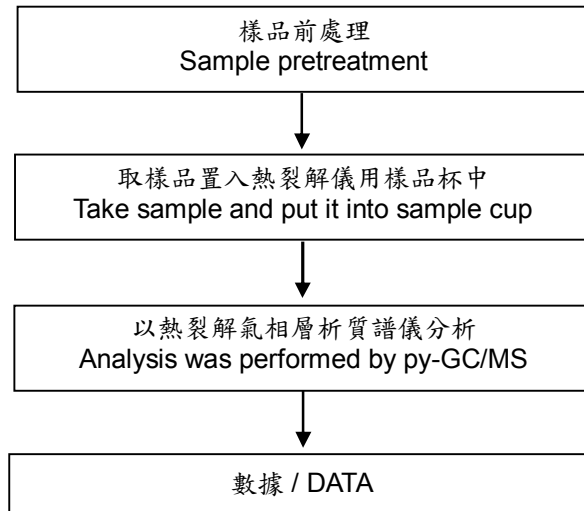 樣品前處理
Sample pretreatment
取樣品置入熱裂解儀用樣品杯中
Take sample and put it into sample cup
以熱裂解氣相層析質譜儀分析
Analysis was performed by py-GC/MS
數據 / DATA